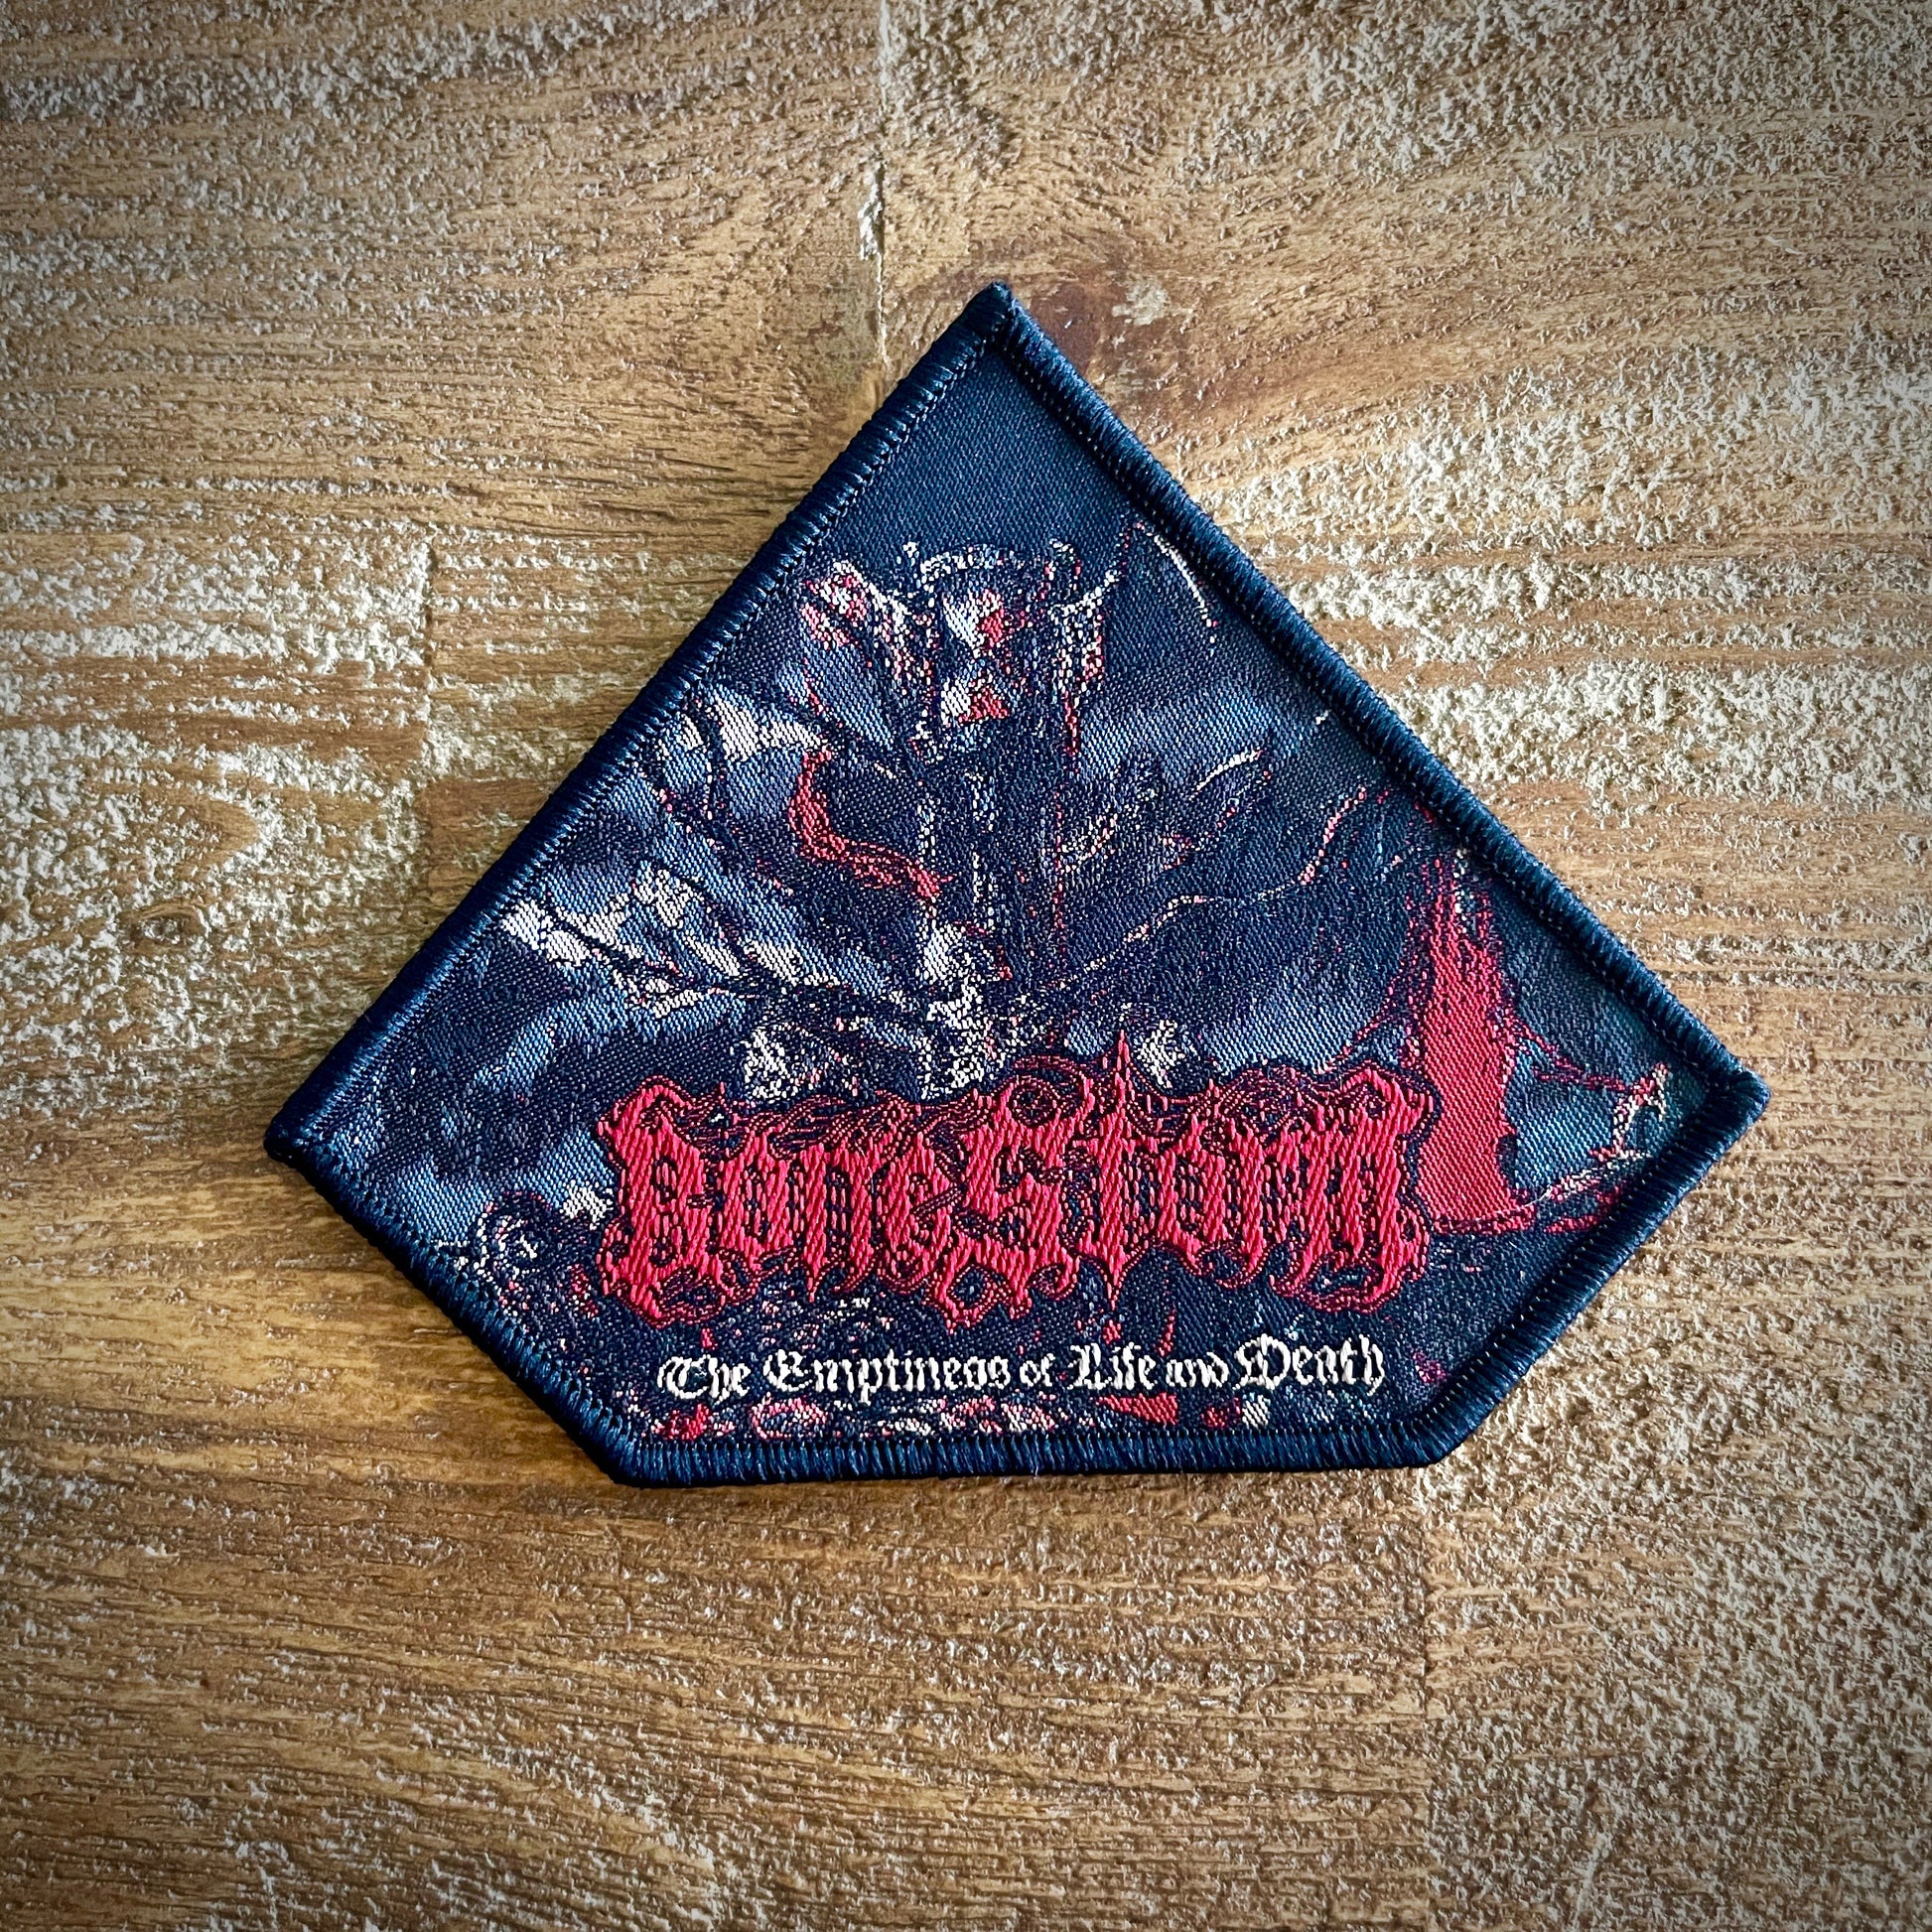 BoneStorm
The Emptiness of Life and Death